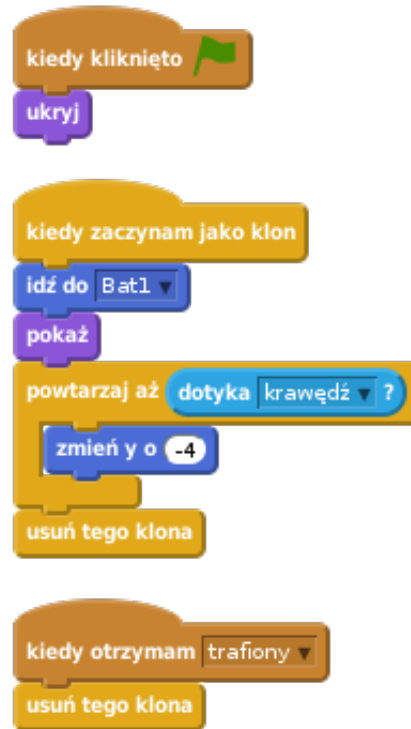 kiedy kliknięto
ukryj
kiedy zaczynam jako klon
idź do Bat1
pokaż
powtarzaj aż dotyka krawędź ?
zmień y o -4
usuń tego klona
kiedy otrzymam trafiony
usuń tego klona